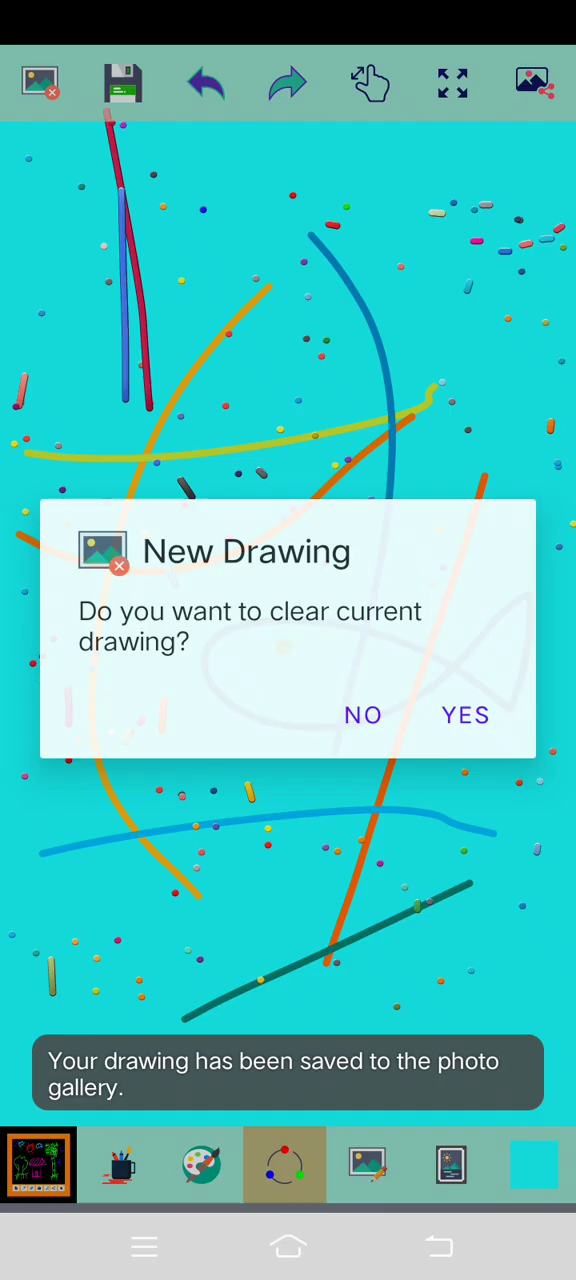 New Drawing
Do you want to clear current
drawing?
NO YES
Your drawing has been saved to the photo
gallery.